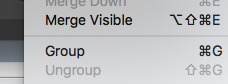 Merge Down ⌘E
Merge Visible ⌥⇧⌘E
Group ⌘G
Ungroup ⇧⌘G